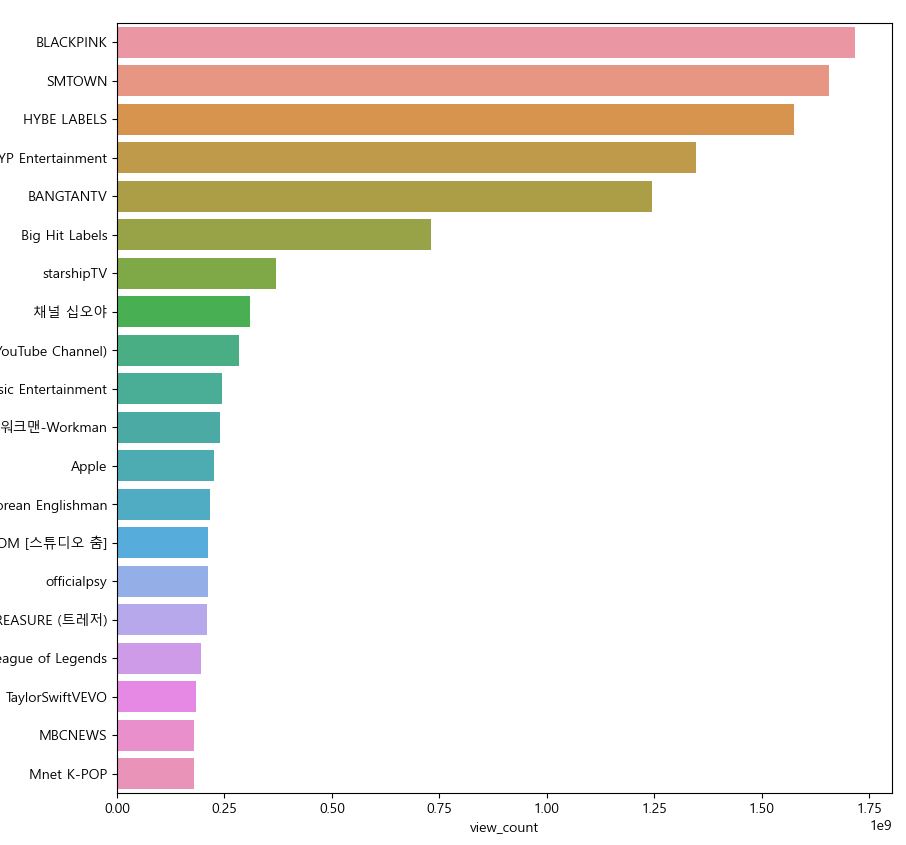 BLACKPINK
SMTOWN
HYBE LABELS
YP Entertainment
BANGTANTV
Big Hit Labels
starshipTV
채널 십오야
YouTube Channel)
sic Entertainment
워크맨-Workman
Apple
orean Englishman
OM [스튜디오 춤]
officialpsy
REASURE (트레저)
eague of Legends
TaylorSwiftVEVO
MBCNEWS
Mnet K-POP
0.00 0.25 0.50 0.75 1.00 1.25 1.50 1.75
view_count 1e9